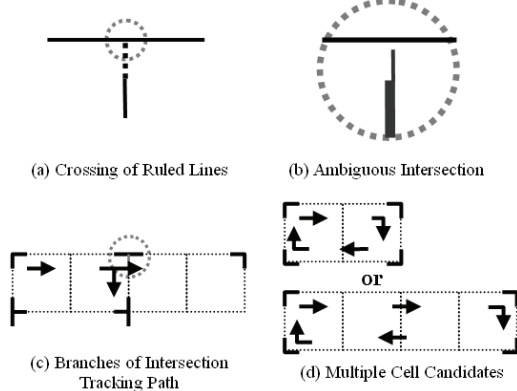 (a) Crossing of Ruled Lines
(b) Ambiguous Intersection
or
(c) Branches of Intersection
Tracking Path
(d) Multiple Cell Candidates